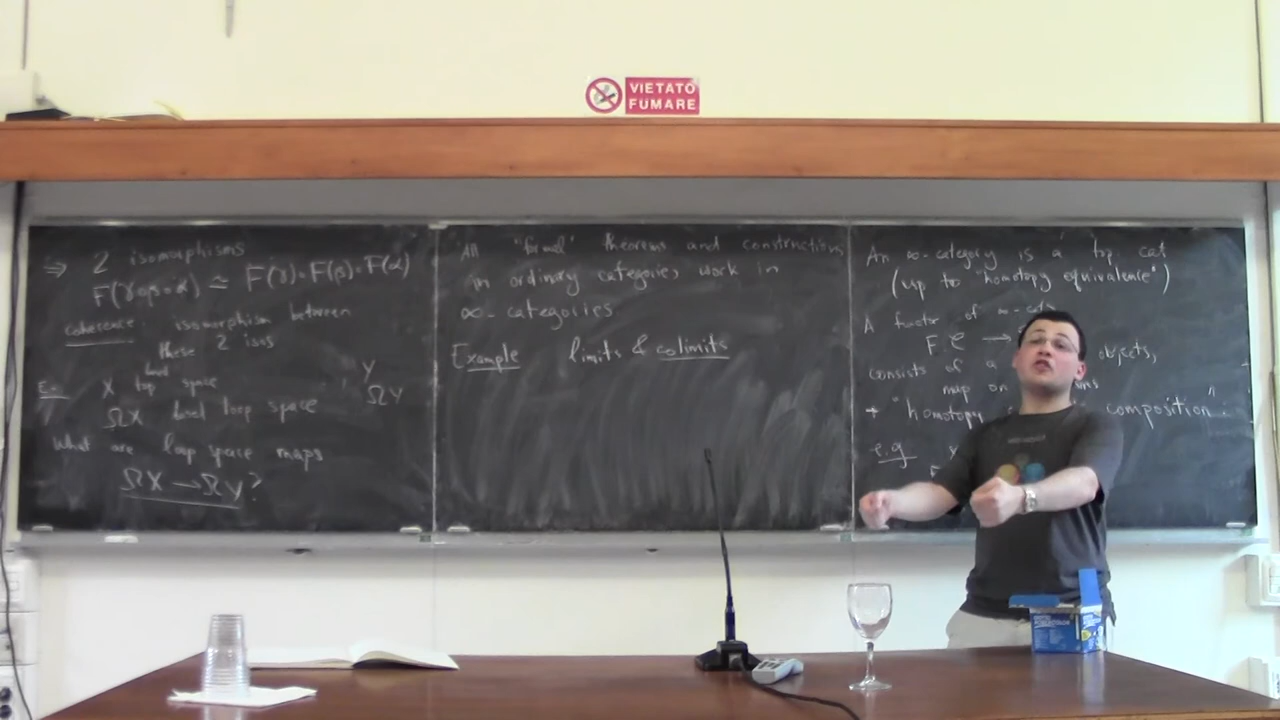 VIETATO
FUMARE
⇒ 2 isomorphisms
F(γ∘β∘α) ≃ F(γ)∘F(β)∘F(α)
coherence: isomorphism between
these 2 isos
X top space
ΩX loop space
Y
ΩY
What are loop space maps
ΩX → ΩY?
All "formal" theorems and constructions
in ordinary categories work in
∞-categories
Example limits & colimits
An ∞-category is a top. cat
(up to "homotopy equivalence")
A functor of ∞-cats
F: C →
consists of a objects,
map on
+ "homotopy composition"
e.g.